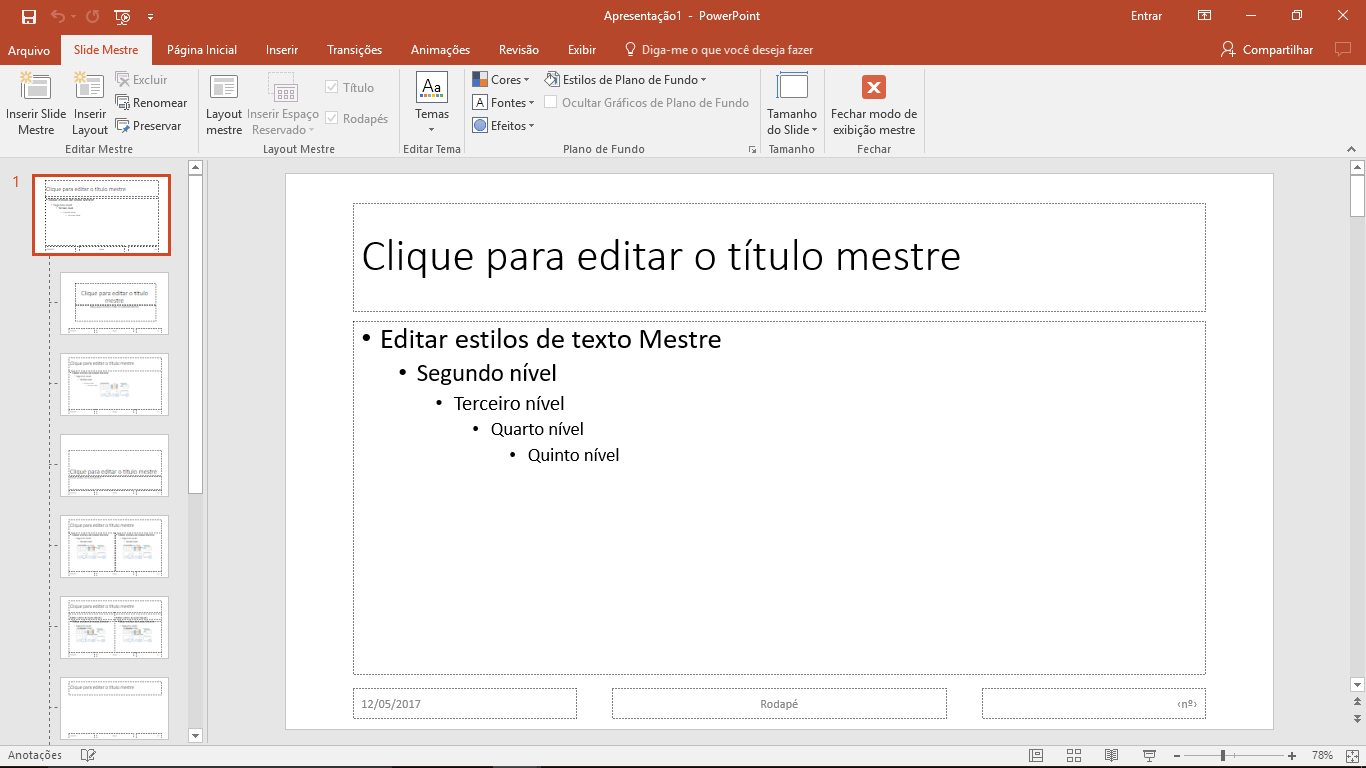 Apresentação1 - PowerPoint
Entrar
Arquivo
Slide Mestre
Página Inicial
Inserir
Transições
Animações
Revisão
Exibir
Diga-me o que você deseja fazer
Compartilhar
Inserir Slide
Mestre
Inserir
Layout
Excluir
Renomear
Preservar
Editar Mestre
Layout
mestre
Inserir Espaço
Reservado
Título
Rodapés
Layout Mestre
Aa
Temas
Editar Tema
Cores
A Fontes
Efeitos
Estilos de Plano de Fundo
Ocultar Gráficos de Plano de Fundo
Plano de Fundo
Tamanho
do Slide
Tamanho
Fechar modo de
exibição mestre
Fechar
1
Clique para editar o título mestre
Clique para editar o título
mestre
Clique para editar o título mestre
Clique para editar o título mestre
Clique para editar o título mestre
Clique para editar o título mestre
Clique para editar o título mestre
Clique para editar o título mestre
• Editar estilos de texto Mestre
• Segundo nível
• Terceiro nível
• Quarto nível
• Quinto nível
12/05/2017
Rodapé
‹nº›
Anotações
78%